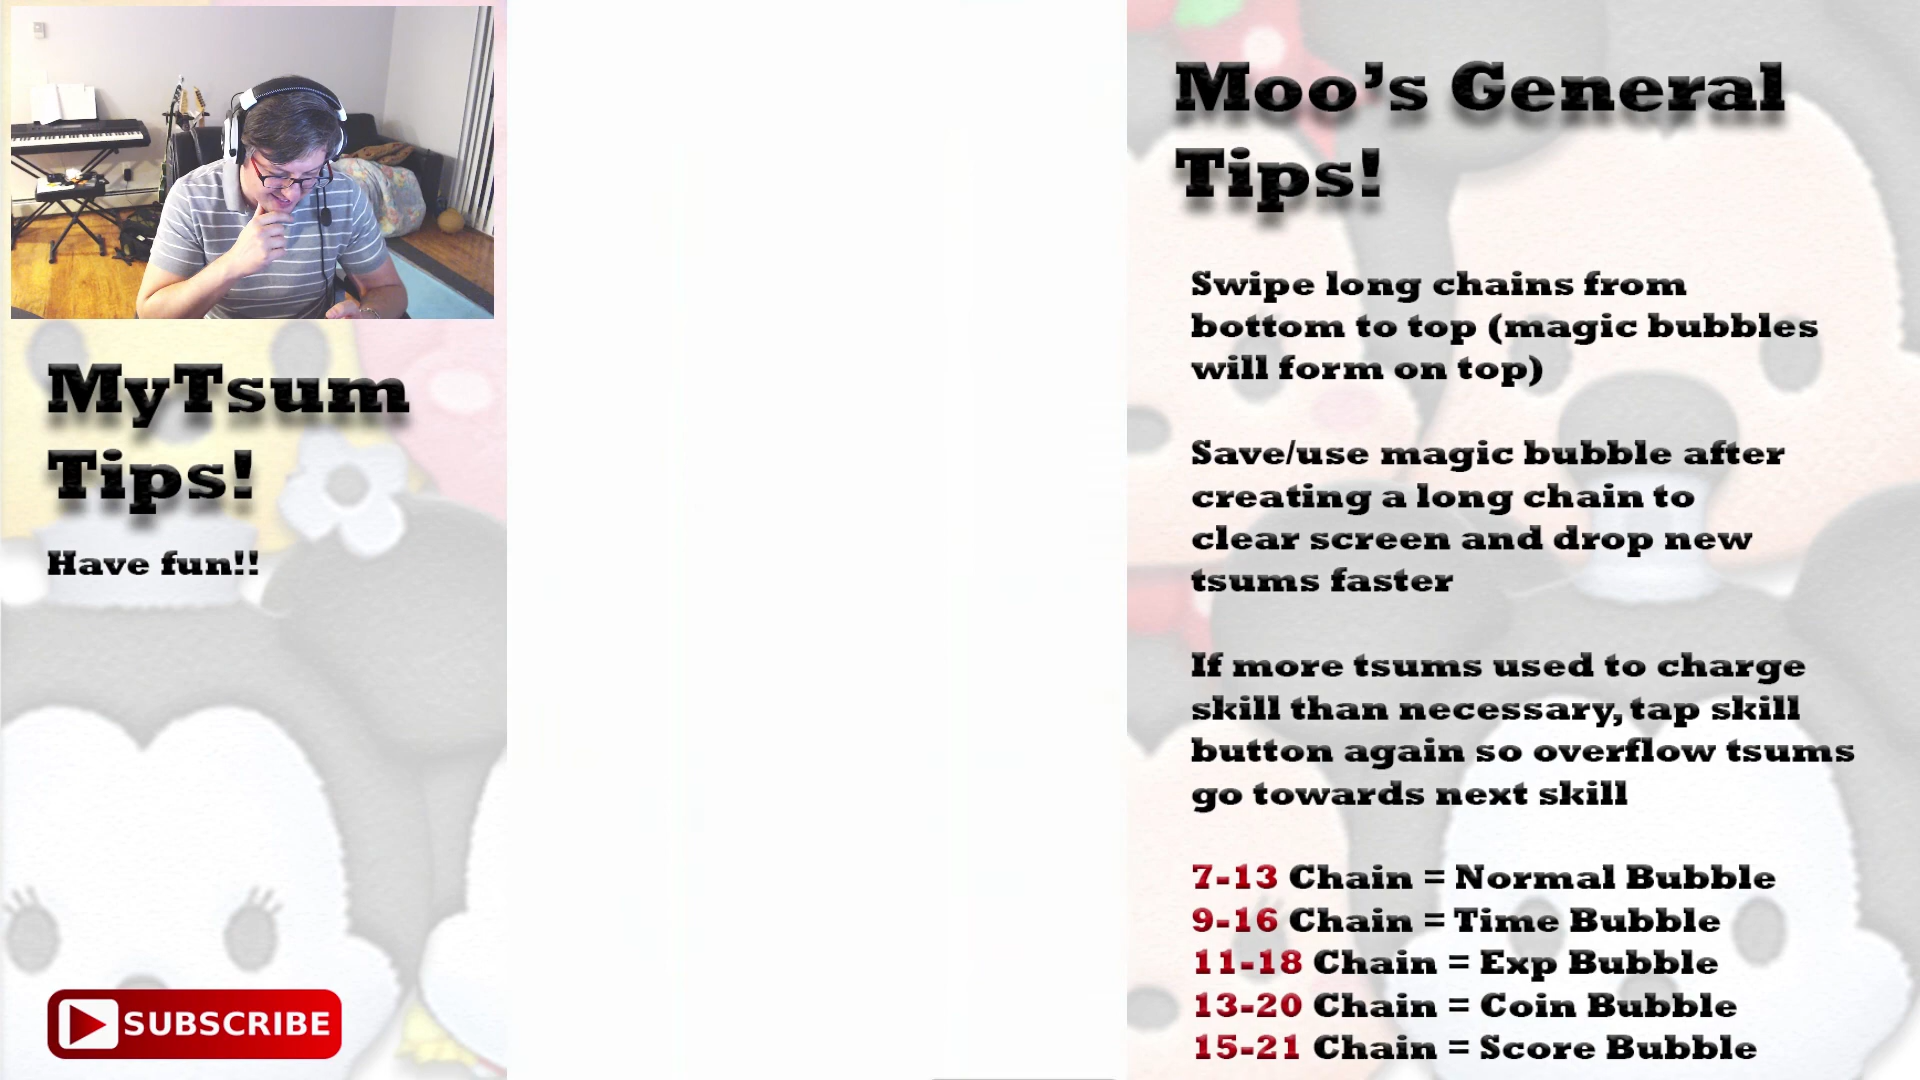 MyTsum
Tips!
Have fun!!
SUBSCRIBE
Moo's General
Tips!
Swipe long chains from
bottom to top (magic bubbles
will form on top)
Save/use magic bubble after
creating a long chain to
clear screen and drop new
tsums faster
If more tsums used to charge
skill than necessary, tap skill
button again so overflow tsums
go towards next skill
7-13 Chain = Normal Bubble
9-16 Chain = Time Bubble
11-18 Chain = Exp Bubble
13-20 Chain = Coin Bubble
15-21 Chain = Score Bubble